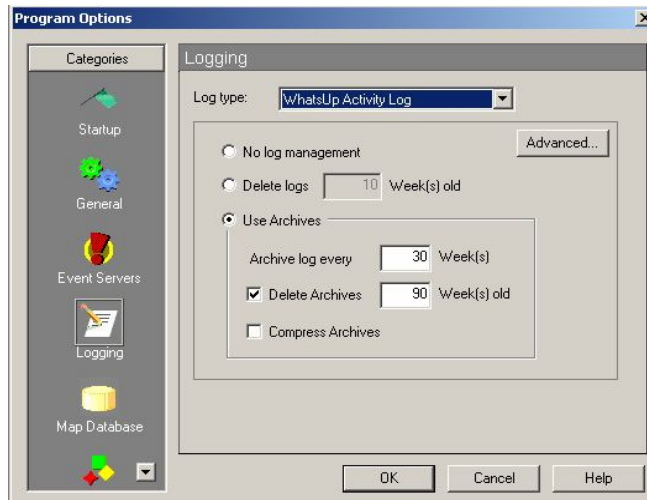 Program Options
Categories
Startup
General
Event Servers
Logging
Map Database
Logging
Log type: WhatsUp Activity Log
Advanced...
No log management
Delete logs 10 Week(s) old
Use Archives
Archive log every 30 Week(s)
Delete Archives 90 Week(s) old
Compress Archives
OK Cancel Help